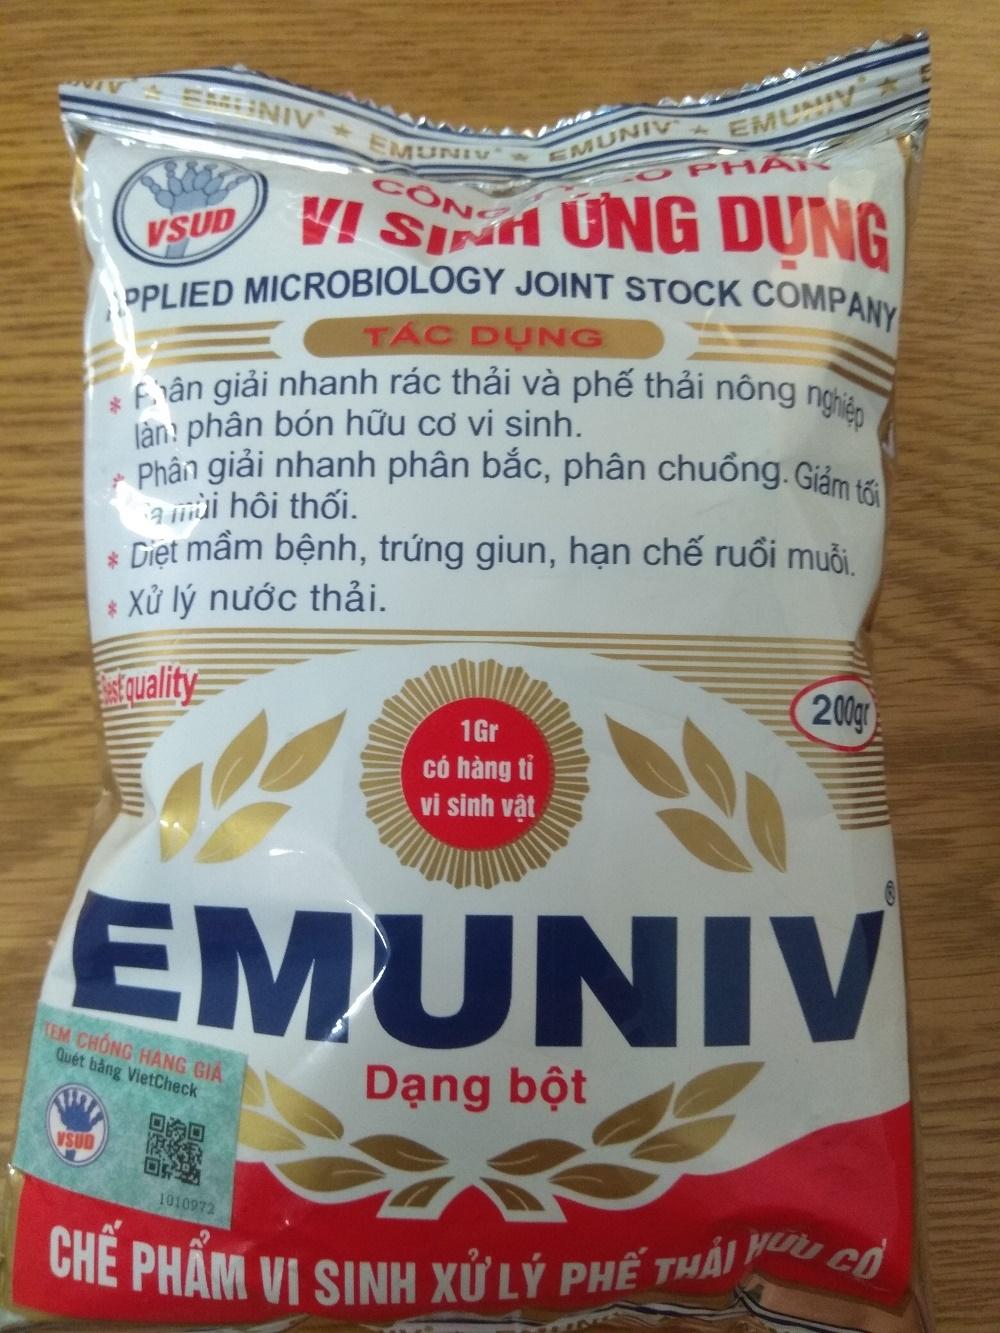 EMUNIV ★ EMUNIV ★ EMUNIV ★
VSUD
CÔNG PHẦN
VI SINH ỨNG DỤNG
APPLIED MICROBIOLOGY JOINT STOCK COMPANY
TÁC DỤNG
* Phân giải nhanh rác thải và phế thải nông nghiệp
làm phân bón hữu cơ vi sinh.
* Phân giải nhanh phân bắc, phân chuồng. Giảm tối
đa mùi hôi thối.
* Diệt mầm bệnh, trứng giun, hạn chế ruồi muỗi.
* Xử lý nước thải.
Best quality
200gr
1Gr
có hàng tỉ
vi sinh vật
EMUNIV®
Dạng bột
TEM CHỐNG HÀNG GIẢ
Quét bằng VietCheck
VSUD
1010972
CHẾ PHẨM VI SINH XỬ LÝ PHẾ THẢI HỮU CƠ